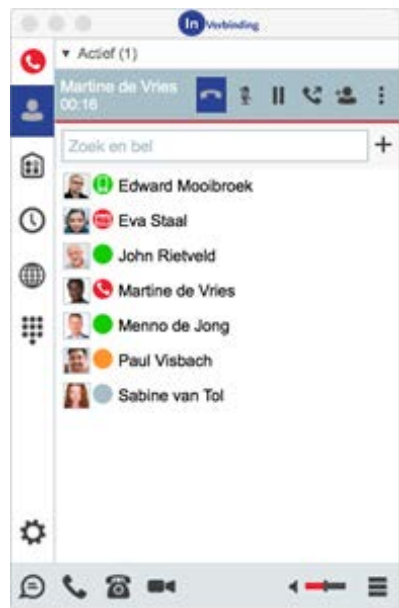 In Verbinding
▾ Actief (1)
Martine de Vries
00:16
Zoek en bel
Edward Mooibroek
Eva Staal
John Rietveld
Martine de Vries
Menno de Jong
Paul Visbach
Sabine van Tol